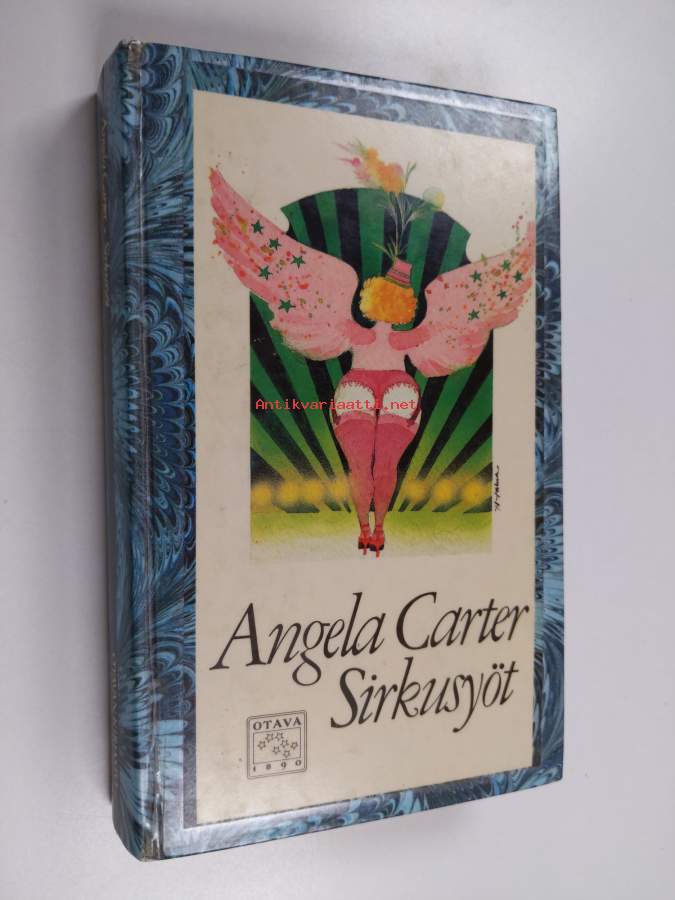 Antikvariaatti.net
Angela Carter
Sirkusyöt
OTAVA
1890